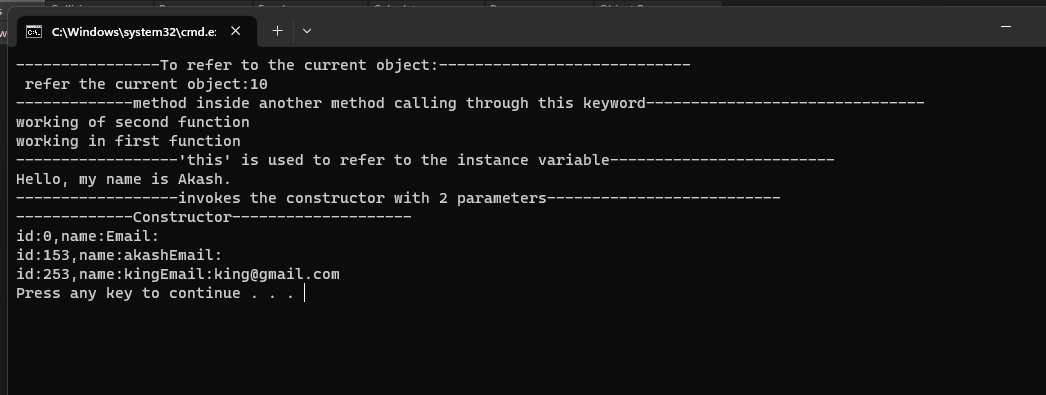 C:\Windows\system32\cmd.e
----------------To refer to the current object:----------------------------
refer the current object:10
-------------method inside another method calling through this keyword-------------------------------
working of second function
working in first function
------------------'this' is used to refer to the instance variable-------------------------
Hello, my name is Akash.
------------------invokes the constructor with 2 parameters--------------------------
-------------Constructor--------------------
id:0,name:Email:
id:153,name:akashEmail:
id:253,name:kingEmail:king@gmail.com
Press any key to continue . . .